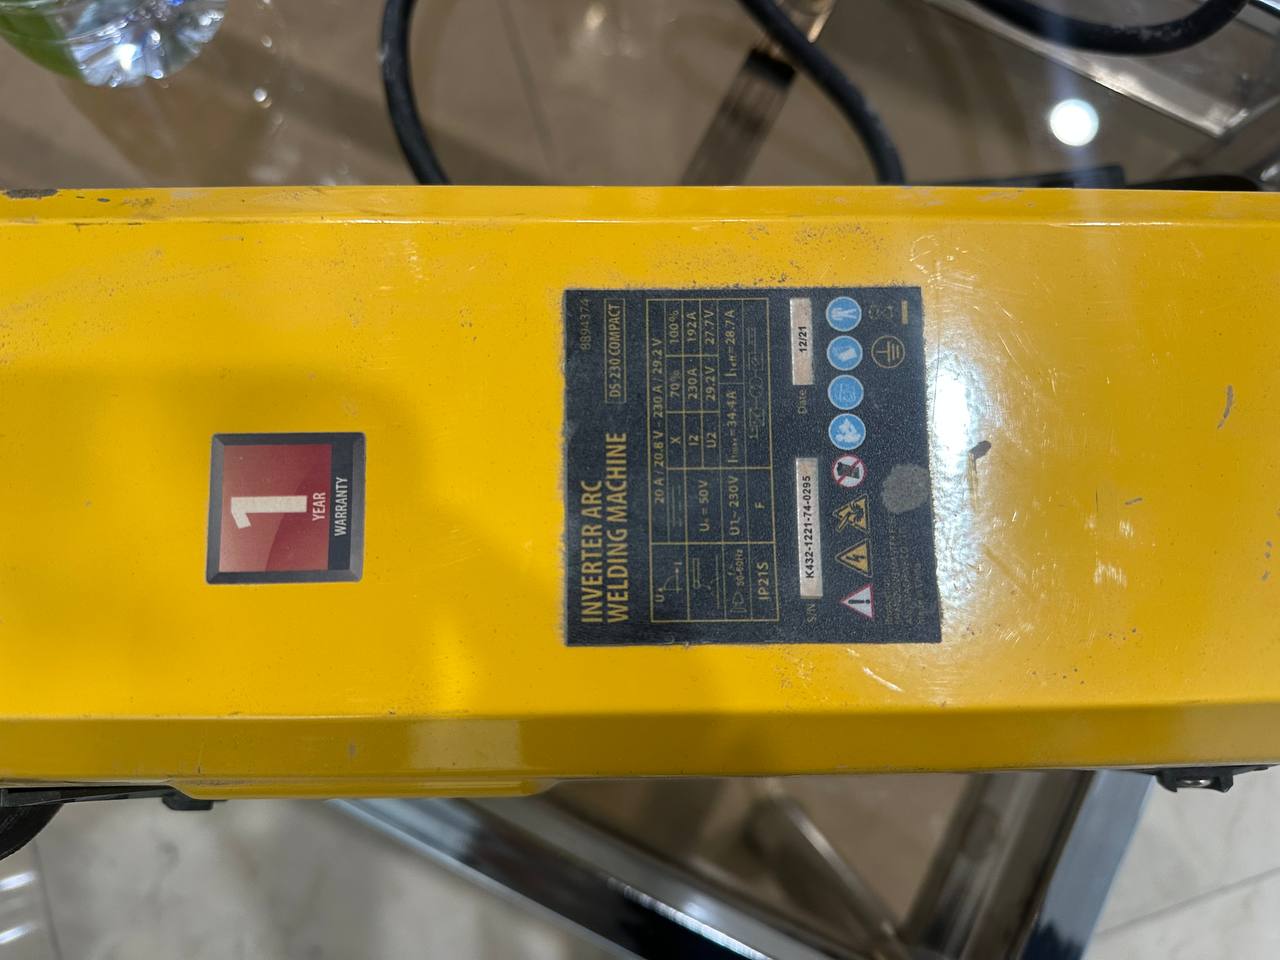 1
YEAR
WARRANTY
8894374
INVERTER ARC
WELDING MACHINE
DS-230 COMPACT
20 A / 20.8 V - 230 A / 29.2 V
X 70% 100%
U₀ = 50V I2 230A 192A
U2 29.2V 27.7V
50-60Hz U1~ 230V I1max=34.4A I1eff=28.7A
IP21S F
S/N K432-1221-74-0295 Date 12/21